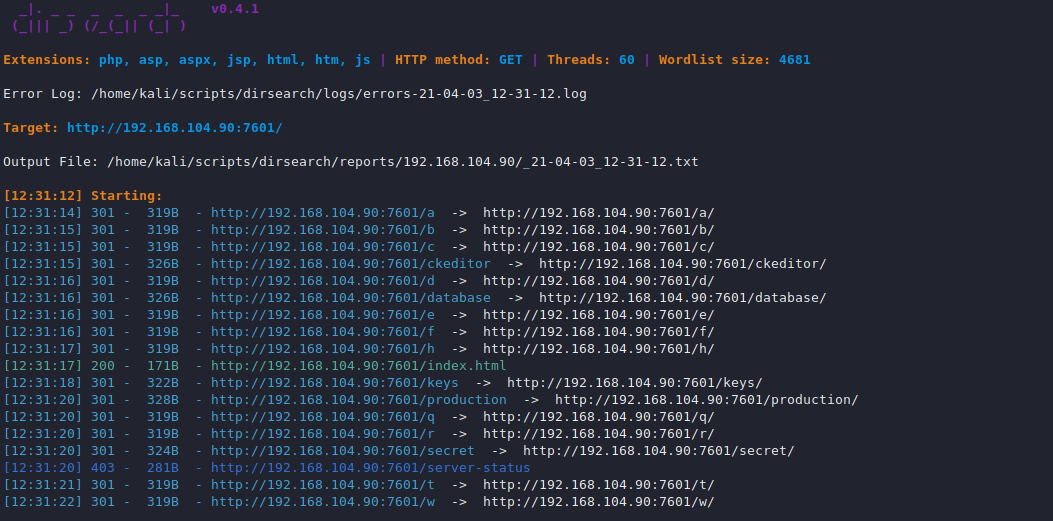 _|. _ _  _  _  _ _|_    v0.4.1
(_||| _) (/_(_|| (_| )
Extensions: php, asp, aspx, jsp, html, htm, js | HTTP method: GET | Threads: 60 | Wordlist size: 4681
Error Log: /home/kali/scripts/dirsearch/logs/errors-21-04-03_12-31-12.log
Target: http://192.168.104.90:7601/
Output File: /home/kali/scripts/dirsearch/reports/192.168.104.90/_21-04-03_12-31-12.txt
[12:31:12] Starting:
[12:31:14] 301 -  319B  - http://192.168.104.90:7601/a  ->  http://192.168.104.90:7601/a/
[12:31:15] 301 -  319B  - http://192.168.104.90:7601/b  ->  http://192.168.104.90:7601/b/
[12:31:15] 301 -  319B  - http://192.168.104.90:7601/c  ->  http://192.168.104.90:7601/c/
[12:31:15] 301 -  326B  - http://192.168.104.90:7601/ckeditor  ->  http://192.168.104.90:7601/ckeditor/
[12:31:16] 301 -  319B  - http://192.168.104.90:7601/d  ->  http://192.168.104.90:7601/d/
[12:31:16] 301 -  326B  - http://192.168.104.90:7601/database  ->  http://192.168.104.90:7601/database/
[12:31:16] 301 -  319B  - http://192.168.104.90:7601/e  ->  http://192.168.104.90:7601/e/
[12:31:16] 301 -  319B  - http://192.168.104.90:7601/f  ->  http://192.168.104.90:7601/f/
[12:31:17] 301 -  319B  - http://192.168.104.90:7601/h  ->  http://192.168.104.90:7601/h/
[12:31:17] 200 -  171B  - http://192.168.104.90:7601/index.html
[12:31:18] 301 -  322B  - http://192.168.104.90:7601/keys  ->  http://192.168.104.90:7601/keys/
[12:31:20] 301 -  328B  - http://192.168.104.90:7601/production  ->  http://192.168.104.90:7601/production/
[12:31:20] 301 -  319B  - http://192.168.104.90:7601/q  ->  http://192.168.104.90:7601/q/
[12:31:20] 301 -  319B  - http://192.168.104.90:7601/r  ->  http://192.168.104.90:7601/r/
[12:31:20] 301 -  324B  - http://192.168.104.90:7601/secret  ->  http://192.168.104.90:7601/secret/
[12:31:20] 403 -  281B  - http://192.168.104.90:7601/server-status
[12:31:21] 301 -  319B  - http://192.168.104.90:7601/t  ->  http://192.168.104.90:7601/t/
[12:31:22] 301 -  319B  - http://192.168.104.90:7601/w  ->  http://192.168.104.90:7601/w/